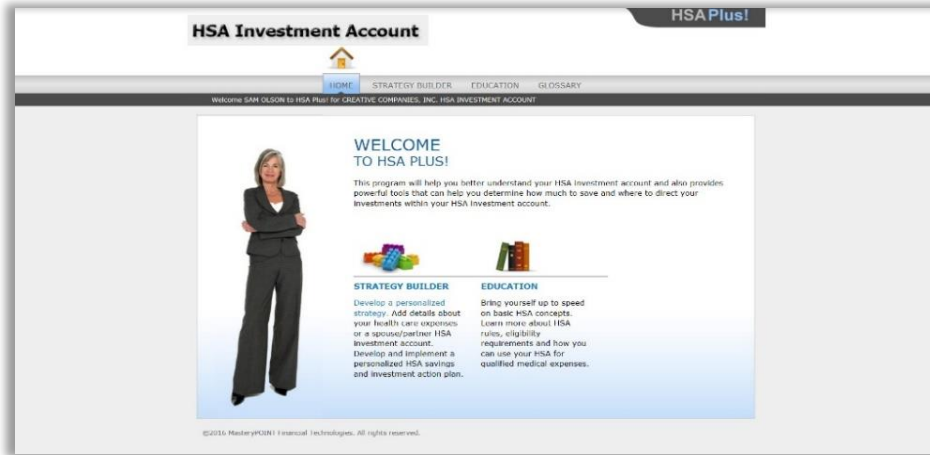 HSA Plus!
HSA Investment Account
HOME STRATEGY BUILDER EDUCATION GLOSSARY
Welcome SAM OLSON to HSA Plus! for CREATIVE COMPANIES, INC. HSA INVESTMENT ACCOUNT
WELCOME
TO HSA PLUS!
This program will help you better understand your HSA investment account and also provides
powerful tools that can help you determine how much to save and where to direct your
investments within your HSA investment account.
STRATEGY BUILDER
Develop a personalized
strategy. Add details about
your health care expenses
or a spouse/partner HSA
investment account.
Develop and implement a
personalized HSA savings
and investment action plan.
EDUCATION
Bring yourself up to speed
on basic HSA concepts.
Learn more about HSA
rules, eligibility
requirements and how you
can use your HSA for
qualified medical expenses.
©2016 MasteryPOINT Financial Technologies. All rights reserved.